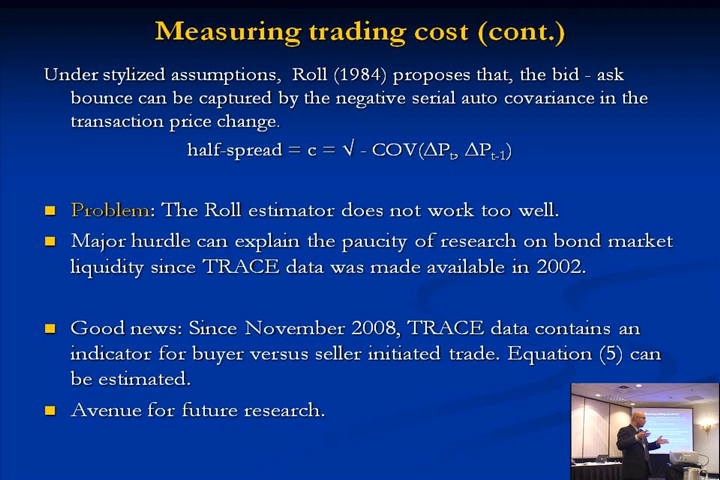 Measuring trading cost (cont.)
Under stylized assumptions, Roll (1984) proposes that, the bid - ask
bounce can be captured by the negative serial auto covariance in the
transaction price change.
half-spread = c = √ - COV(ΔPt, ΔPt-1)
Problem: The Roll estimator does not work too well.
Major hurdle can explain the paucity of research on bond market
liquidity since TRACE data was made available in 2002.
Good news: Since November 2008, TRACE data contains an
indicator for buyer versus seller initiated trade. Equation (5) can
be estimated.
Avenue for future research.